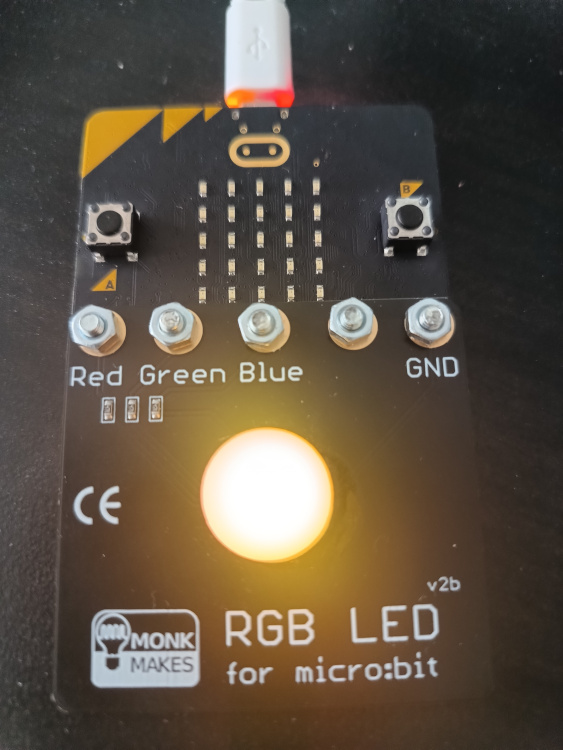 B
A
Red Green Blue GND
CE
v2b
RGB LED
MONK
MAKES
for micro:bit